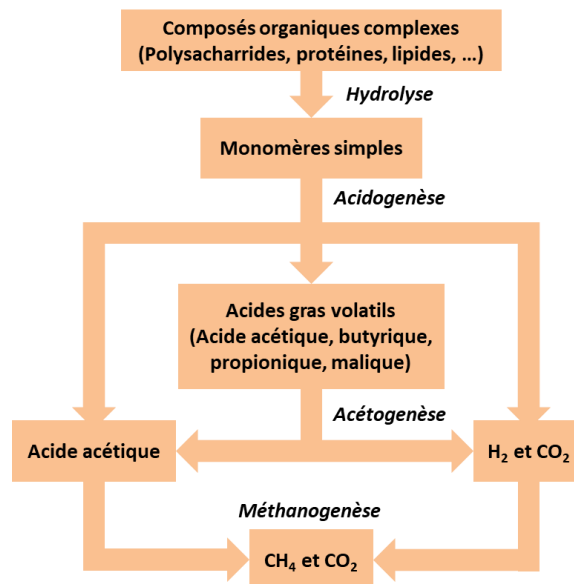 Composés organiques complexes
(Polysacharrides, protéines, lipides, ...)
Hydrolyse
Monomères simples
Acidogenèse
Acides gras volatils
(Acide acétique, butyrique,
propionique, malique)
Acétogenèse
Acide acétique
H₂ et CO₂
Méthanogenèse
CH₄ et CO₂